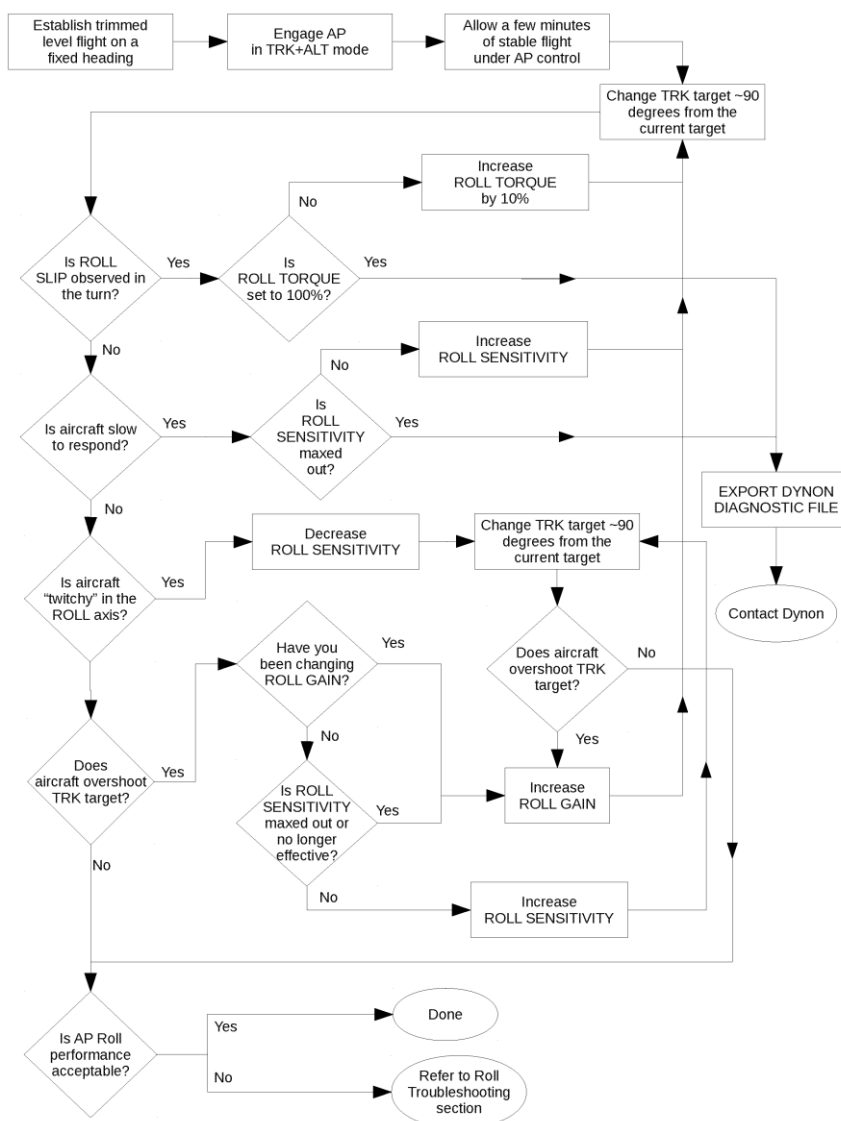 Establish trimmed
level flight on a
fixed heading
Engage AP
in TRK+ALT mode
Allow a few minutes
of stable flight
under AP control
Change TRK target ~90
degrees from the
current target
Increase
ROLL TORQUE
by 10%
No
Is ROLL
SLIP observed in
the turn?
Yes
Is
ROLL TORQUE
set to 100%?
Yes
No
Increase
ROLL SENSITIVITY
No
Is aircraft slow
to respond?
Yes
Is
ROLL
SENSITIVITY
maxed
out?
Yes
EXPORT DYNON
DIAGNOSTIC FILE
No
Decrease
ROLL SENSITIVITY
Change TRK target ~90
degrees from the
current target
Is aircraft
“twitchy” in the
ROLL axis?
Yes
Contact Dynon
Have you
been changing
ROLL GAIN?
Yes
Does aircraft
overshoot TRK
target?
No
No
Yes
Does
aircraft overshoot
TRK target?
Yes
Is ROLL
SENSITIVITY
maxed out or
no longer
effective?
Yes
Increase
ROLL GAIN
No
No
Increase
ROLL SENSITIVITY
Is AP Roll
performance
acceptable?
Yes
Done
No
Refer to Roll
Troubleshooting
section